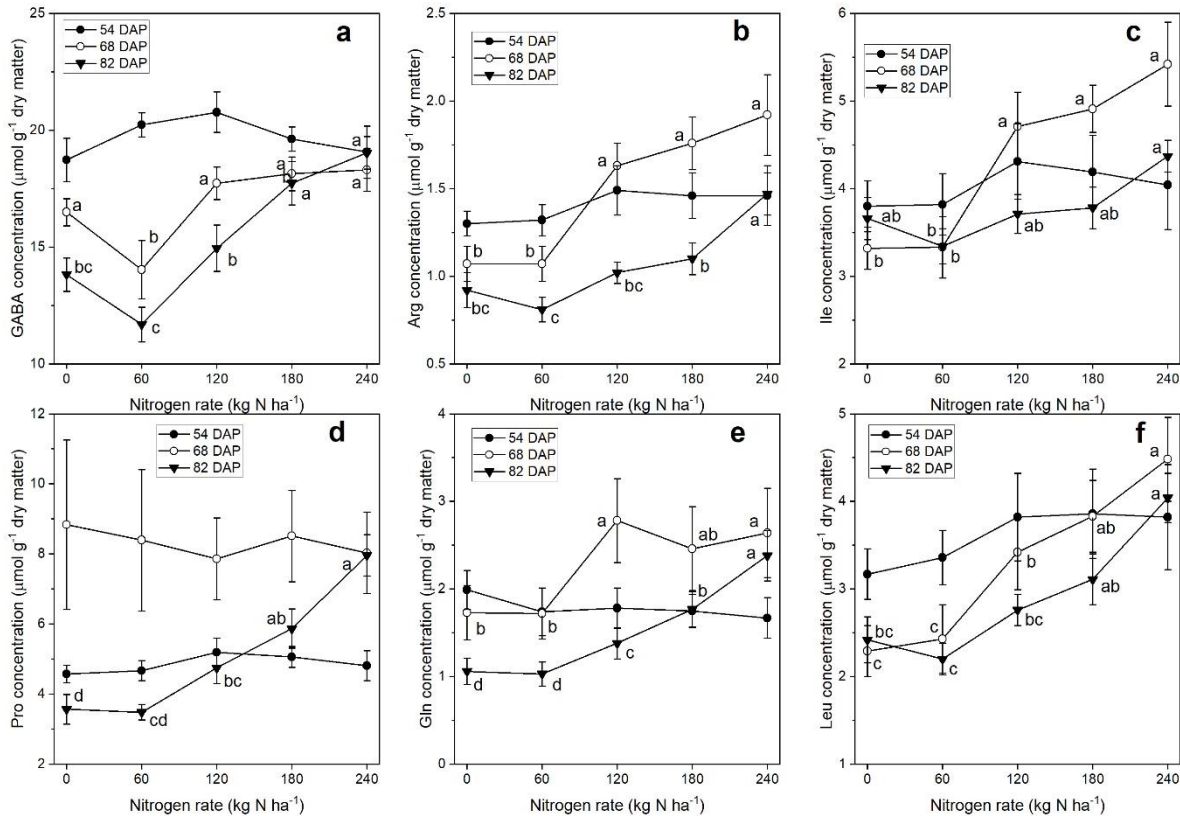 a
54 DAP
68 DAP
82 DAP
GABA concentration (μmol g⁻¹ dry matter)
25
20
15
10
a
b
a
a
a
bc
c
b
a
a
0 60 120 180 240
Nitrogen rate (kg N ha⁻¹)
b
54 DAP
68 DAP
82 DAP
Arg concentration (μmol g⁻¹ dry matter)
2.5
2.0
1.5
1.0
0.5
b
b
a
a
a
bc
c
bc
b
a
0 60 120 180 240
Nitrogen rate (kg N ha⁻¹)
c
54 DAP
68 DAP
82 DAP
Ile concentration (μmol g⁻¹ dry matter)
6
5
4
3
2
a
a
a
a
ab
b
b
b
ab
ab
0 60 120 180 240
Nitrogen rate (kg N ha⁻¹)
d
54 DAP
68 DAP
82 DAP
Pro concentration (μmol g⁻¹ dry matter)
12
10
8
6
4
2
d
cd
bc
ab
a
0 60 120 180 240
Nitrogen rate (kg N ha⁻¹)
e
54 DAP
68 DAP
82 DAP
Gln concentration (μmol g⁻¹ dry matter)
4
3
2
1
0
a
ab
a
a
b
b
b
c
d
d
0 60 120 180 240
Nitrogen rate (kg N ha⁻¹)
f
54 DAP
68 DAP
82 DAP
Leu concentration (μmol g⁻¹ dry matter)
5
4
3
2
1
a
a
ab
b
ab
bc
c
bc
c
c
0 60 120 180 240
Nitrogen rate (kg N ha⁻¹)